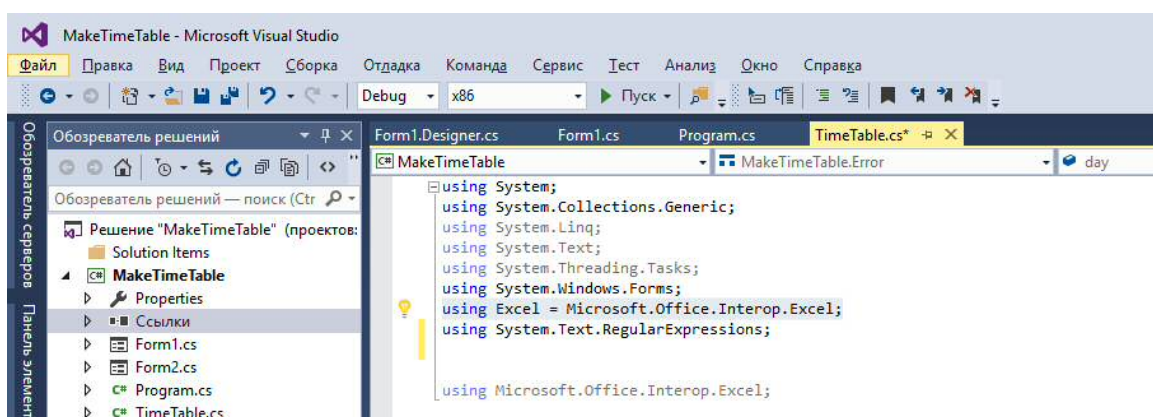 MakeTimeTable - Microsoft Visual Studio
Файл Правка Вид Проект Сборка Отладка Команда Сервис Тест Анализ Окно Справка
Debug x86 Пуск
Обозреватель серверов
Панель элемент
Обозреватель решений
Обозреватель решений — поиск (Ctr
Решение "MakeTimeTable" (проектов:
Solution Items
C# MakeTimeTable
Properties
Ссылки
Form1.cs
Form2.cs
C# Program.cs
C# TimeTable.cs
Form1.Designer.cs Form1.cs Program.cs TimeTable.cs*
C# MakeTimeTable MakeTimeTable.Error day
using System;
using System.Collections.Generic;
using System.Linq;
using System.Text;
using System.Threading.Tasks;
using System.Windows.Forms;
using Excel = Microsoft.Office.Interop.Excel;
using System.Text.RegularExpressions;
using Microsoft.Office.Interop.Excel;